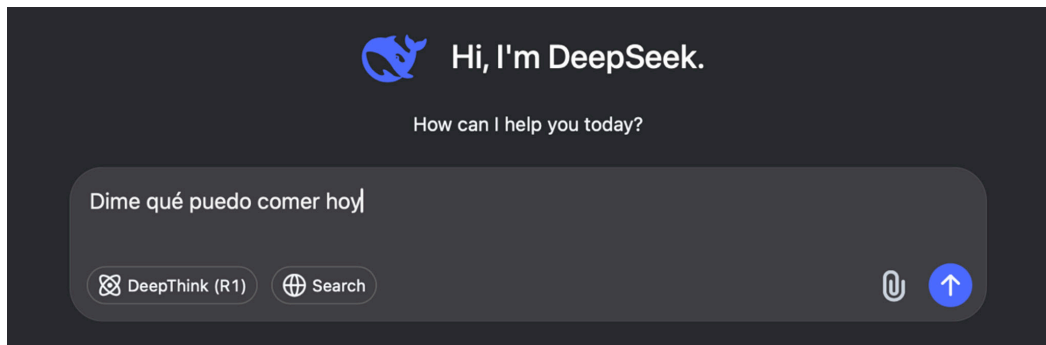 Hi, I'm DeepSeek.
How can I help you today?
Dime qué puedo comer hoy
DeepThink (R1) Search